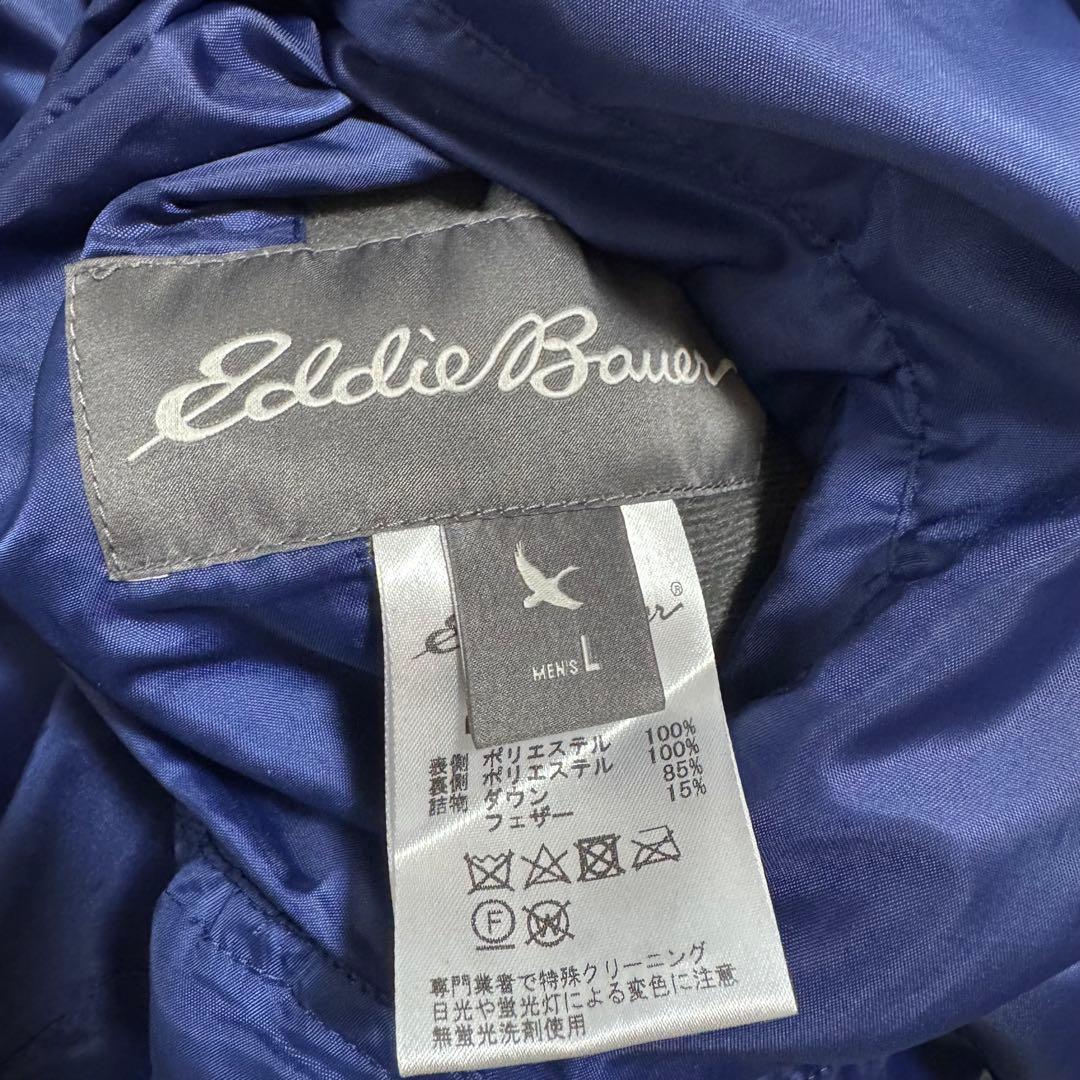 Eddie Bauer
MEN'S L
®
表側 ポリエステル 100%
裏側 ポリエステル 100%
詰物 ダウン 85%
フェザー 15%
F
W
専門業者で特殊クリーニング
日光や蛍光灯による変色に注意
無蛍光洗剤使用